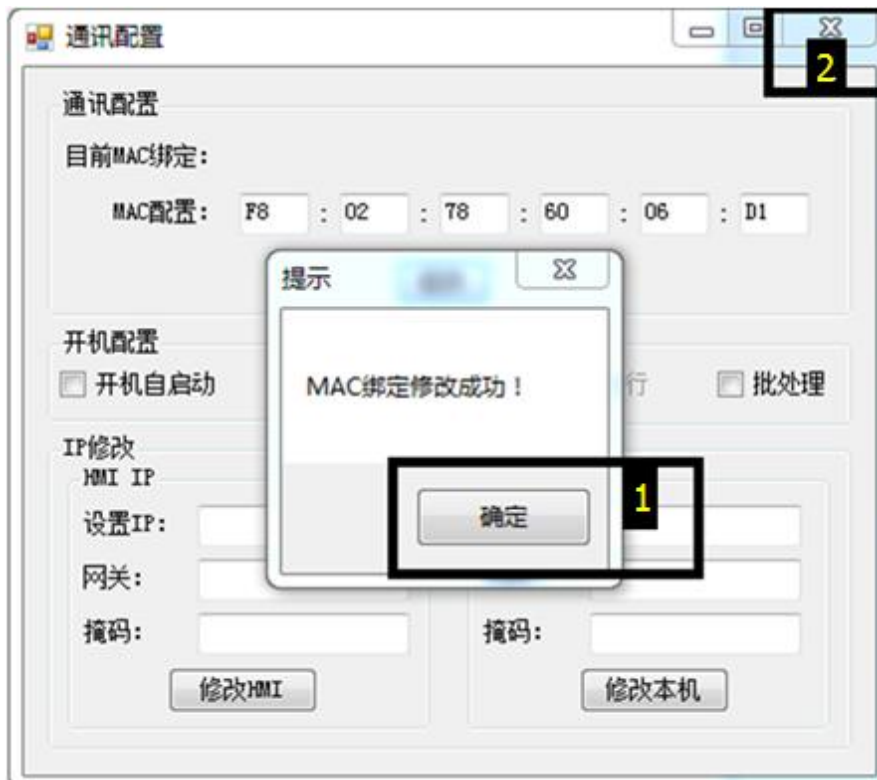 通讯配置
2
通讯配置
目前MAC绑定:
MAC配置: F8 : 02 : 78 : 60 : 06 : D1
提示
开机配置
开机自启动
MAC绑定修改成功!
行
批处理
IP修改
HMI IP
1
设置IP:
确定
网关:
掩码:
掩码:
修改HMI
修改本机